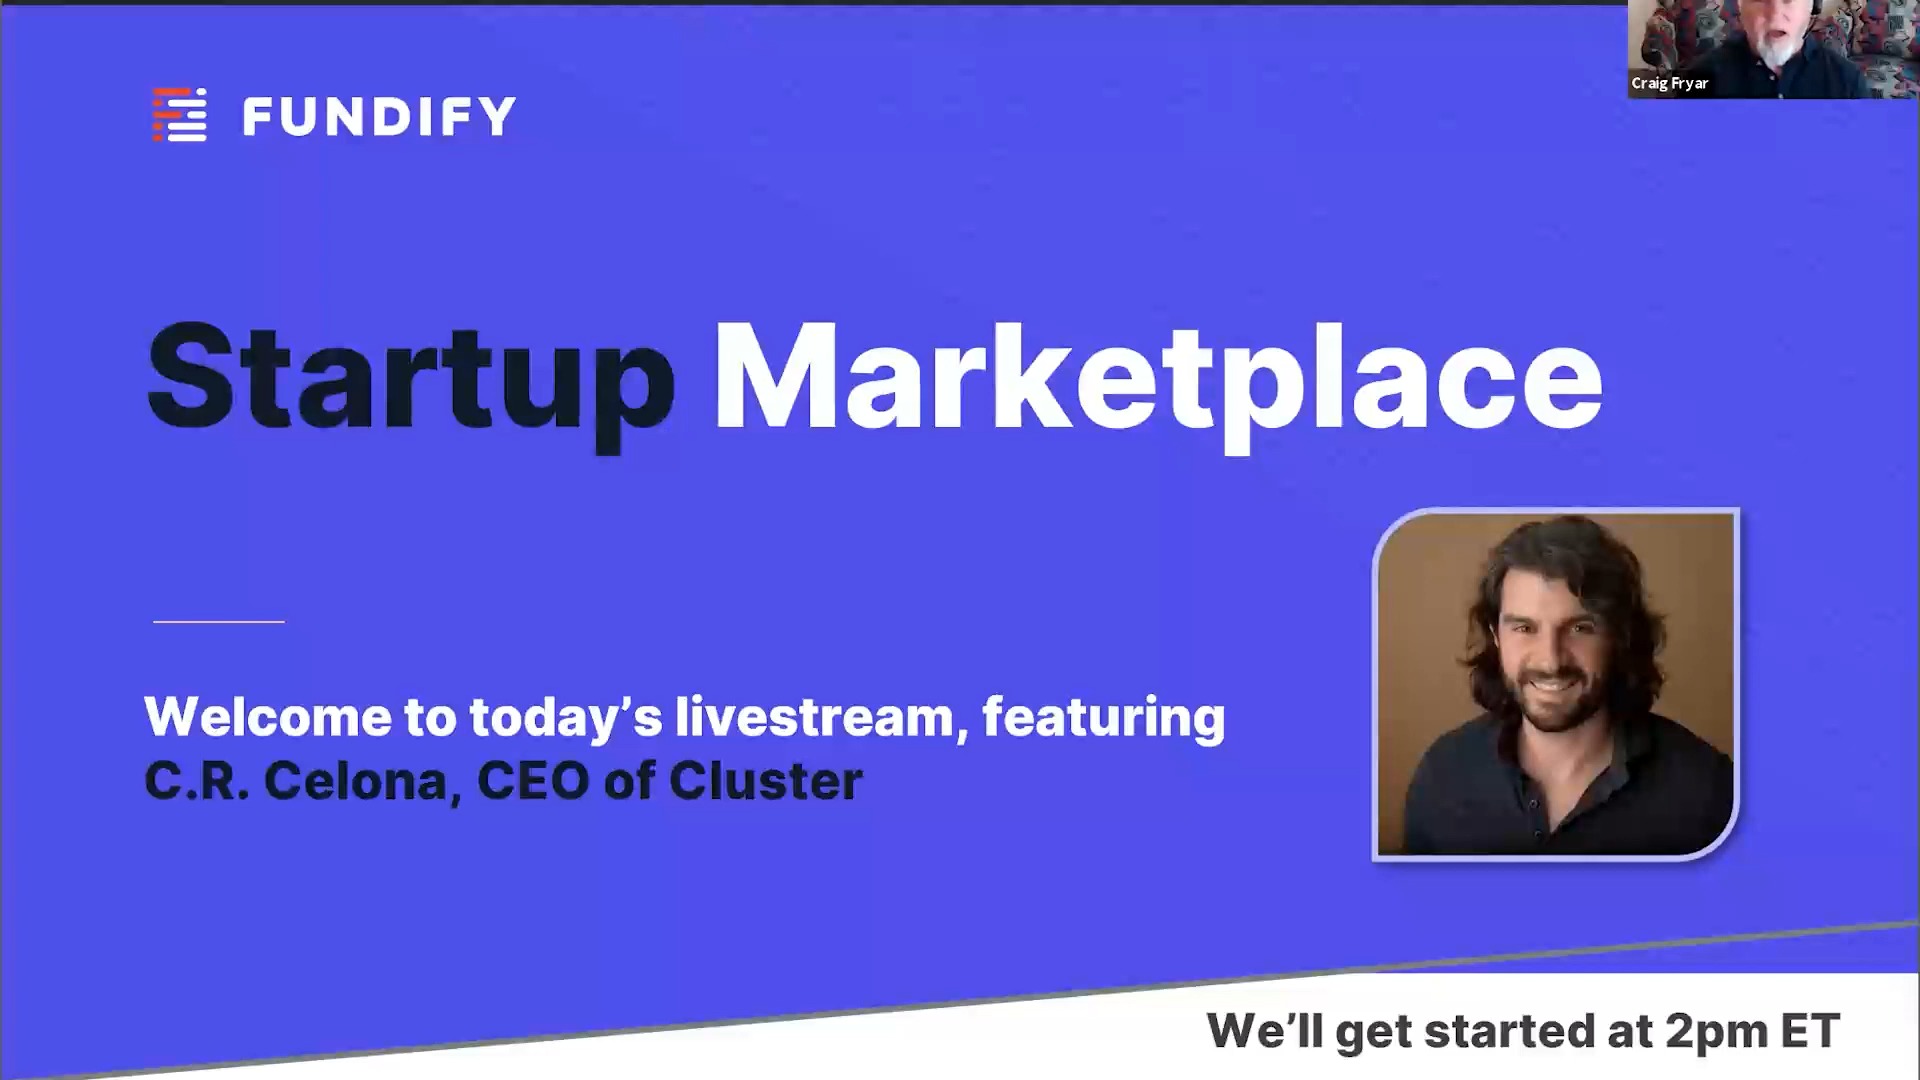 Craig Fryar
FUNDIFY
Startup Marketplace
Welcome to today’s livestream, featuring
C.R. Celona, CEO of Cluster
We’ll get started at 2pm ET